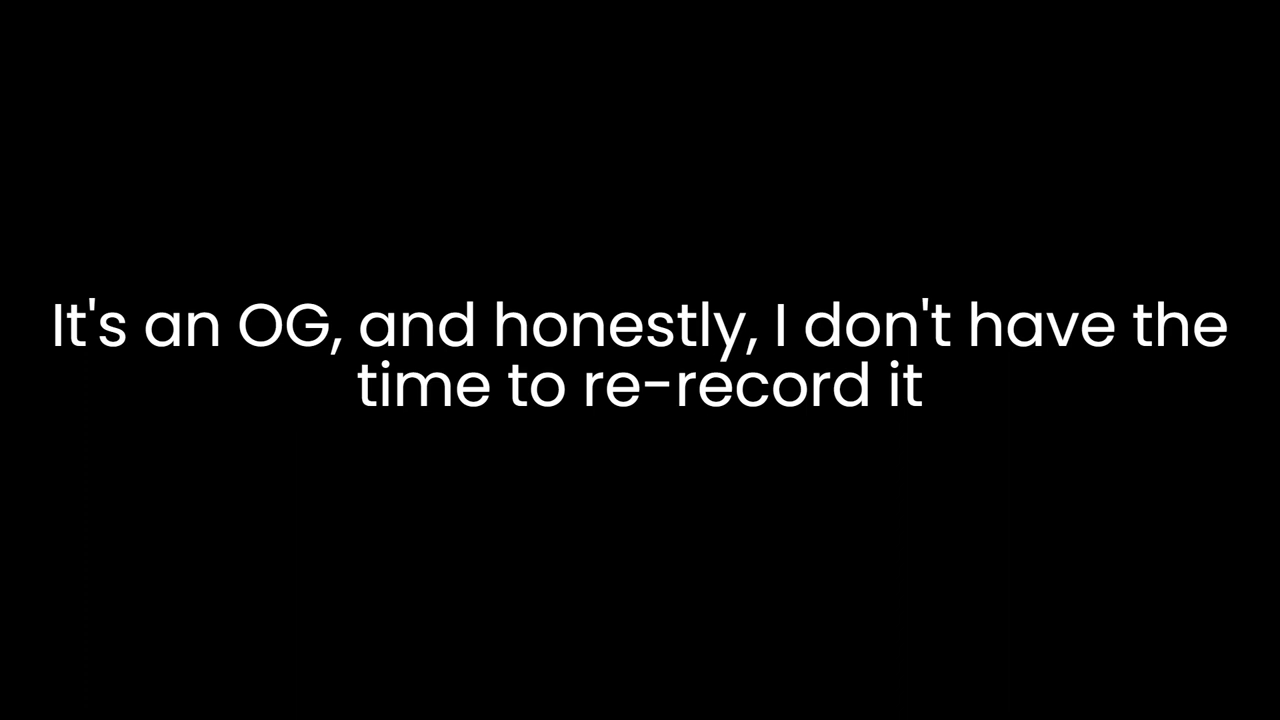 It's an OG, and honestly, I don't have the
time to re-record it